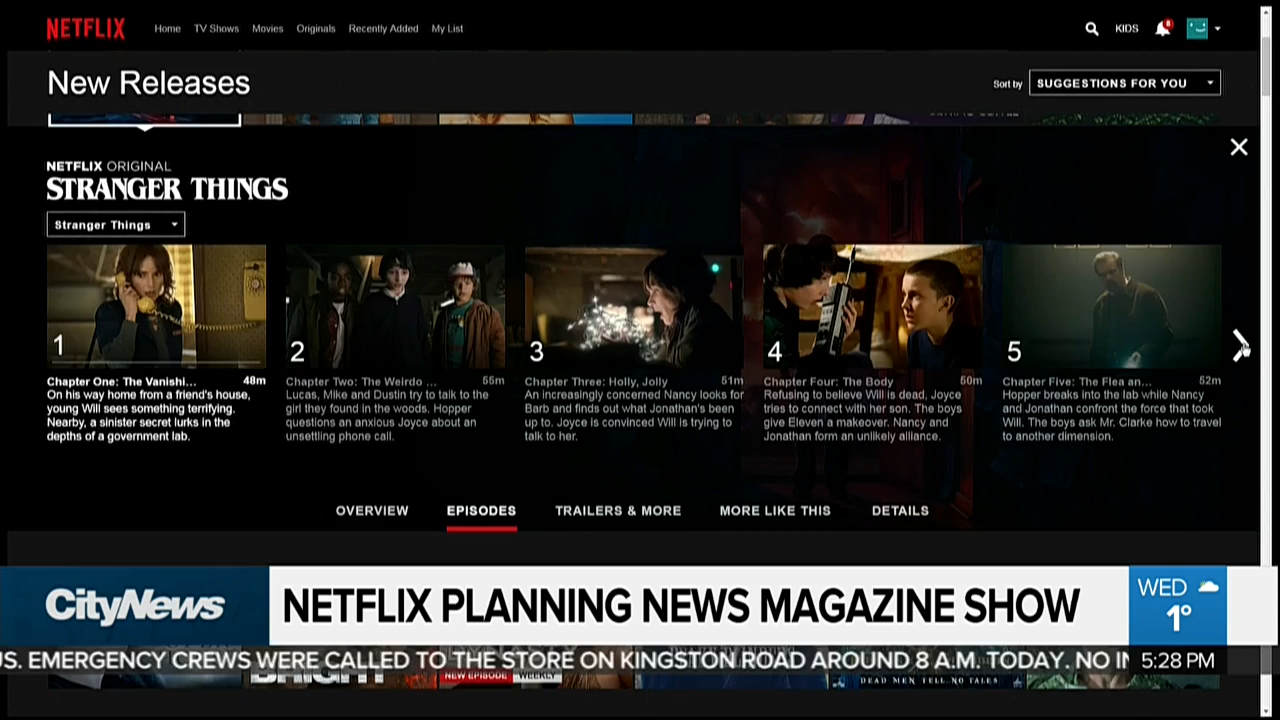 NETFLIX
Home TV Shows Movies Originals Recently Added My List
KIDS
8
New Releases
Sort by SUGGESTIONS FOR YOU
NETFLIX ORIGINAL
STRANGER THINGS
Stranger Things
1
Chapter One: The Vanishi... 48m
On his way home from a friend's house,
young Will sees something terrifying.
Nearby, a sinister secret lurks in the
depths of a government lab.
2
Chapter Two: The Weirdo ... 55m
Lucas, Mike and Dustin try to talk to the
girl they found in the woods. Hopper
questions an anxious Joyce about an
unsettling phone call.
3
Chapter Three: Holly, Jolly 51m
An increasingly concerned Nancy looks for
Barb and finds out what Jonathan's been
up to. Joyce is convinced Will is trying to
talk to her.
4
Chapter Four: The Body 50m
Refusing to believe Will is dead, Joyce
tries to connect with her son. The boys
give Eleven a makeover. Nancy and
Jonathan form an unlikely alliance.
5
Chapter Five: The Flea an... 52m
Hopper breaks into the lab while Nancy
and Jonathan confront the force that took
Will. The boys ask Mr. Clarke how to travel
to another dimension.
OVERVIEW EPISODES TRAILERS & MORE MORE LIKE THIS DETAILS
CityNews
NETFLIX PLANNING NEWS MAGAZINE SHOW
WED
1°
US. EMERGENCY CREWS WERE CALLED TO THE STORE ON KINGSTON ROAD AROUND 8 A.M. TODAY. NO
5:28 PM
BRIGHT
NEW EPISODE WEEKLY
DEAD MEN TELL NO TALES